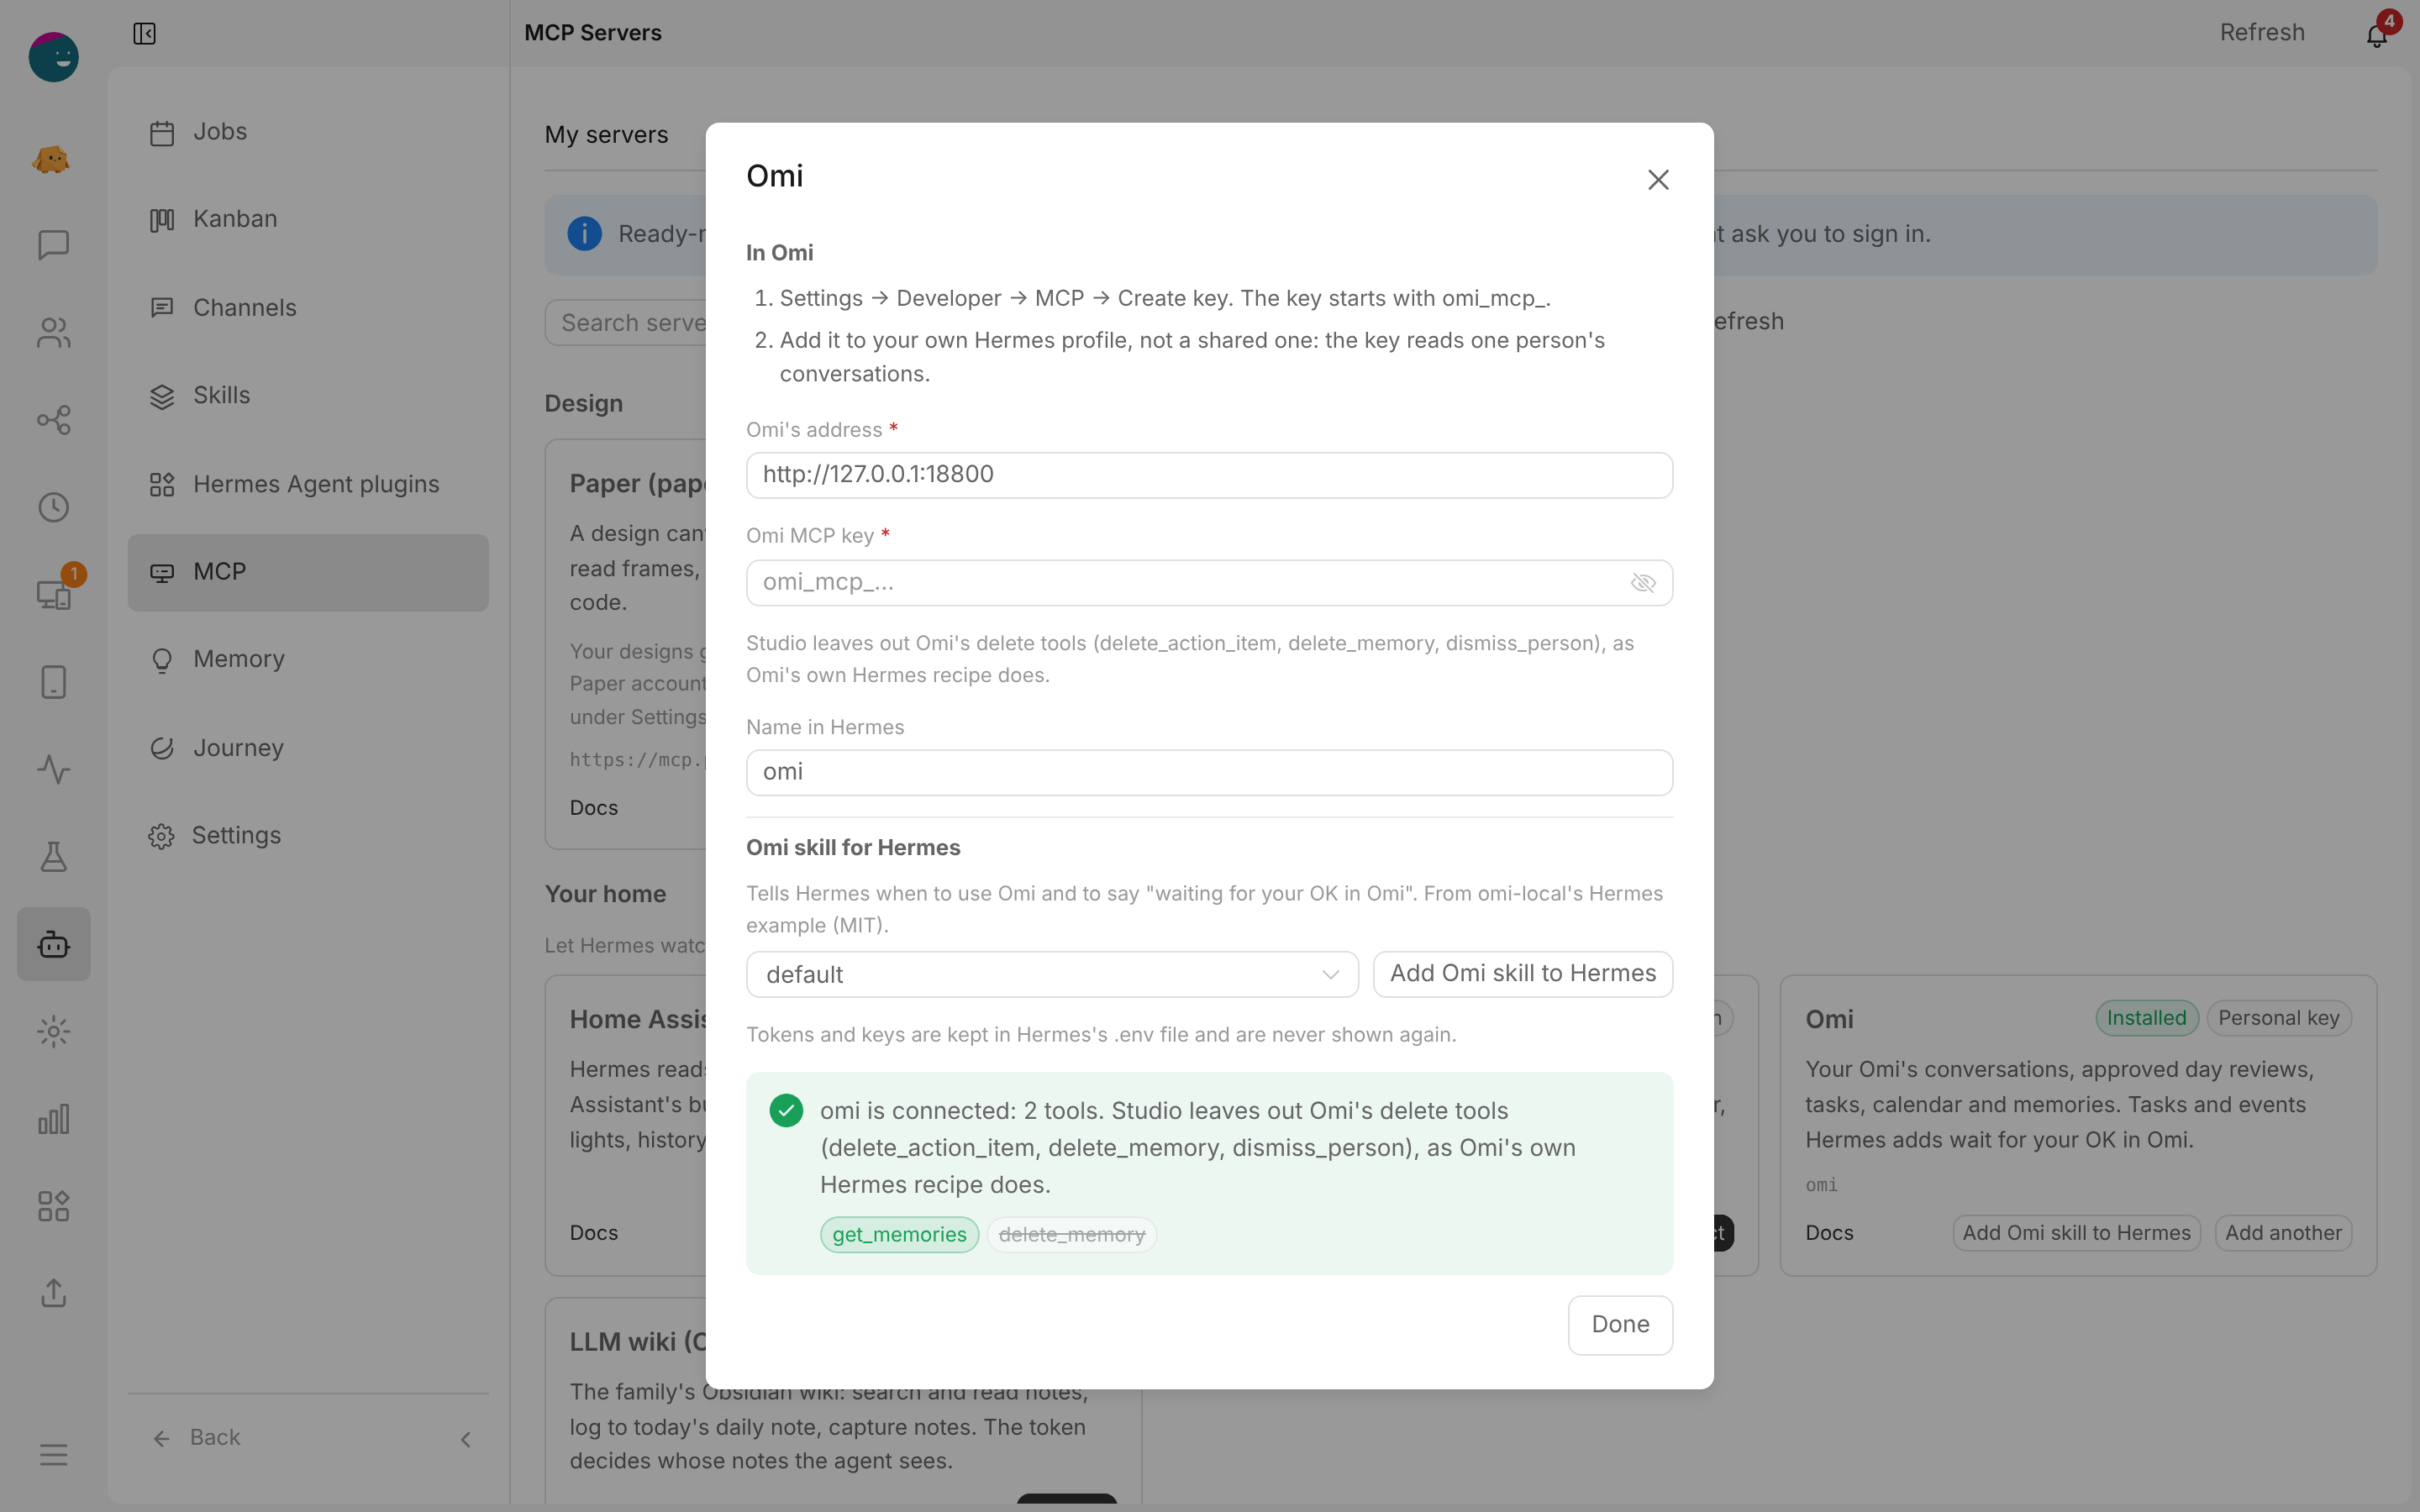 MCP Servers
Refresh
4
Jobs
Kanban
Channels
Skills
Hermes Agent plugins
MCP
1
Memory
Journey
Settings
Back
My servers
Ready-
t ask you to sign in.
Search serve
efresh
Design
Paper (pap
A design can
read frames,
code.
Your designs
Paper account
under Settings
https://mcp.
Docs
Your home
Let Hermes watc
Home Assis
Hermes read
Assistant's bu
lights, history
Docs
LLM wiki (
The family's Obsidian wiki: search and read notes,
log to today's daily note, capture notes. The token
decides whose notes the agent sees.
Omi
In Omi
1. Settings → Developer → MCP → Create key. The key starts with omi_mcp_.
2. Add it to your own Hermes profile, not a shared one: the key reads one person's
conversations.
Omi's address *
http://127.0.0.1:18800
Omi MCP key *
omi_mcp_...
Studio leaves out Omi's delete tools (delete_action_item, delete_memory, dismiss_person), as
Omi's own Hermes recipe does.
Name in Hermes
omi
Omi skill for Hermes
Tells Hermes when to use Omi and to say "waiting for your OK in Omi". From omi-local's Hermes
example (MIT).
default
Add Omi skill to Hermes
Tokens and keys are kept in Hermes's .env file and are never shown again.
omi is connected: 2 tools. Studio leaves out Omi's delete tools
(delete_action_item, delete_memory, dismiss_person), as Omi's own
Hermes recipe does.
get_memories delete_memory
Done
Omi
Installed
Personal key
Your Omi's conversations, approved day reviews,
tasks, calendar and memories. Tasks and events
Hermes adds wait for your OK in Omi.
omi
Docs
Add Omi skill to Hermes
Add another